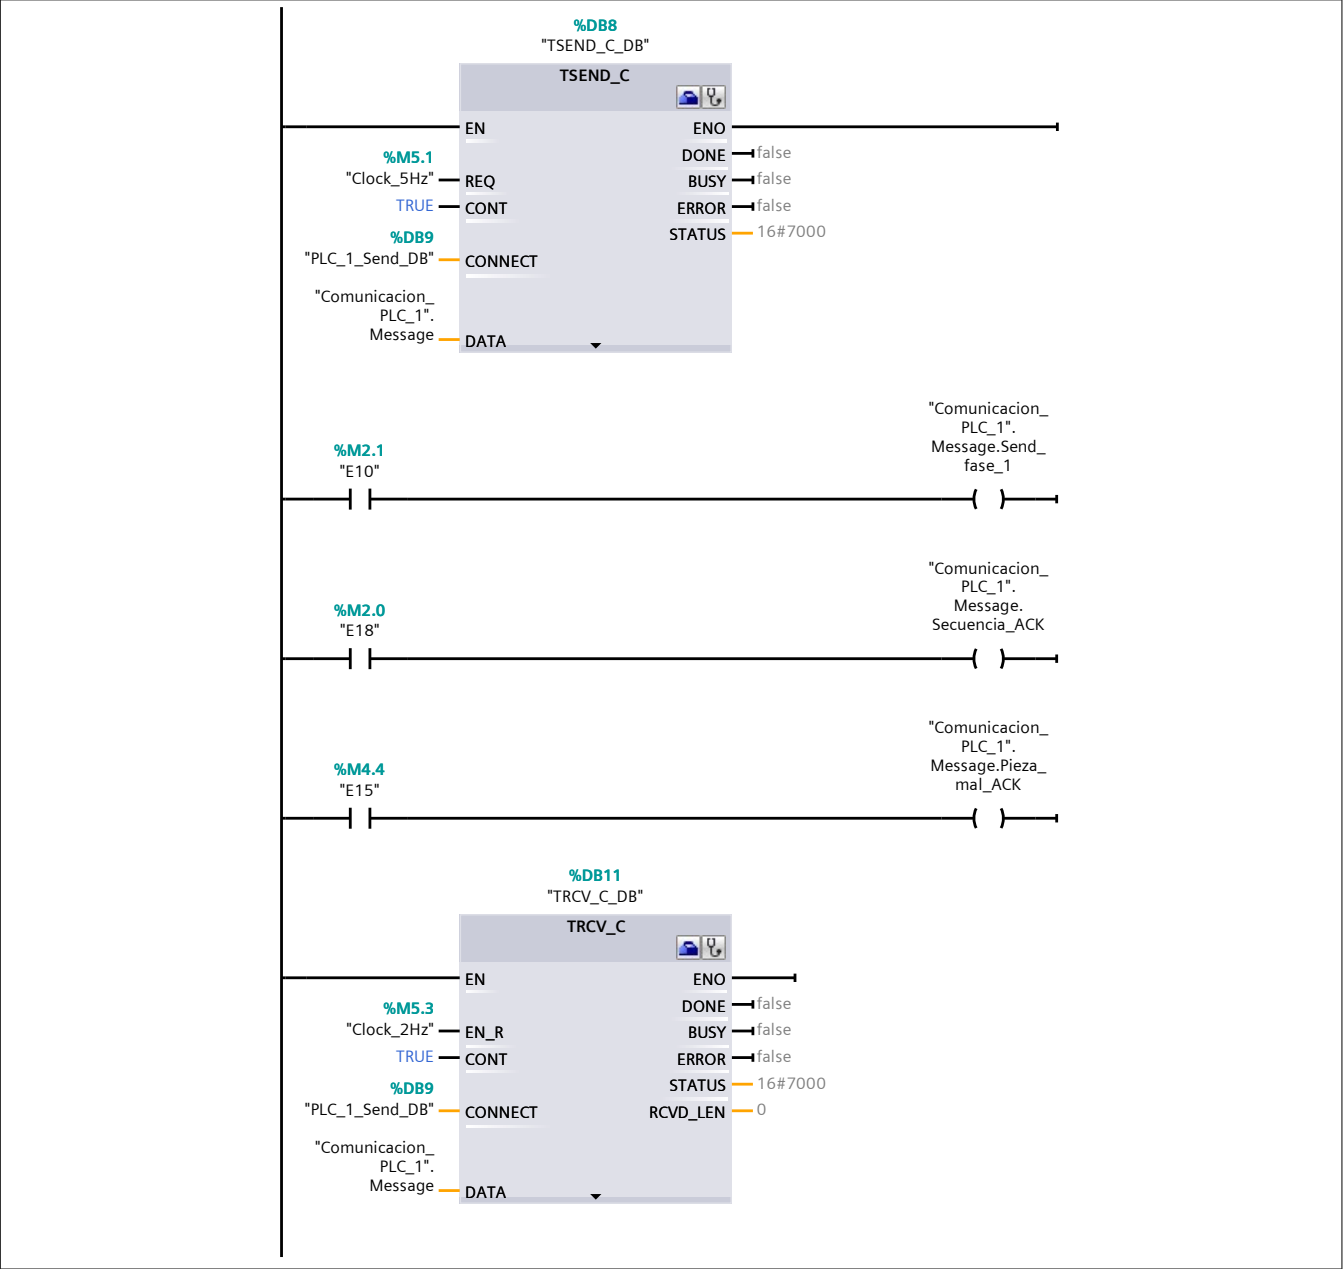 %DB8
"TSEND_C_DB"
TSEND_C
EN
ENO
DONE
false
%M5.1
"Clock_5Hz"
REQ
BUSY
false
TRUE
CONT
ERROR
false
STATUS
16#7000
%DB9
"PLC_1_Send_DB"
CONNECT
"Comunicacion_
PLC_1".
Message
DATA
"Comunicacion_
PLC_1".
Message.Send_
fase_1
%M2.1
"E10"
"Comunicacion_
PLC_1".
Message.
Secuencia_ACK
%M2.0
"E18"
"Comunicacion_
PLC_1".
Message.Pieza_
mal_ACK
%M4.4
"E15"
%DB11
"TRCV_C_DB"
TRCV_C
EN
ENO
DONE
false
%M5.3
"Clock_2Hz"
EN_R
BUSY
false
TRUE
CONT
ERROR
false
STATUS
16#7000
%DB9
"PLC_1_Send_DB"
CONNECT
RCVD_LEN
0
"Comunicacion_
PLC_1".
Message
DATA